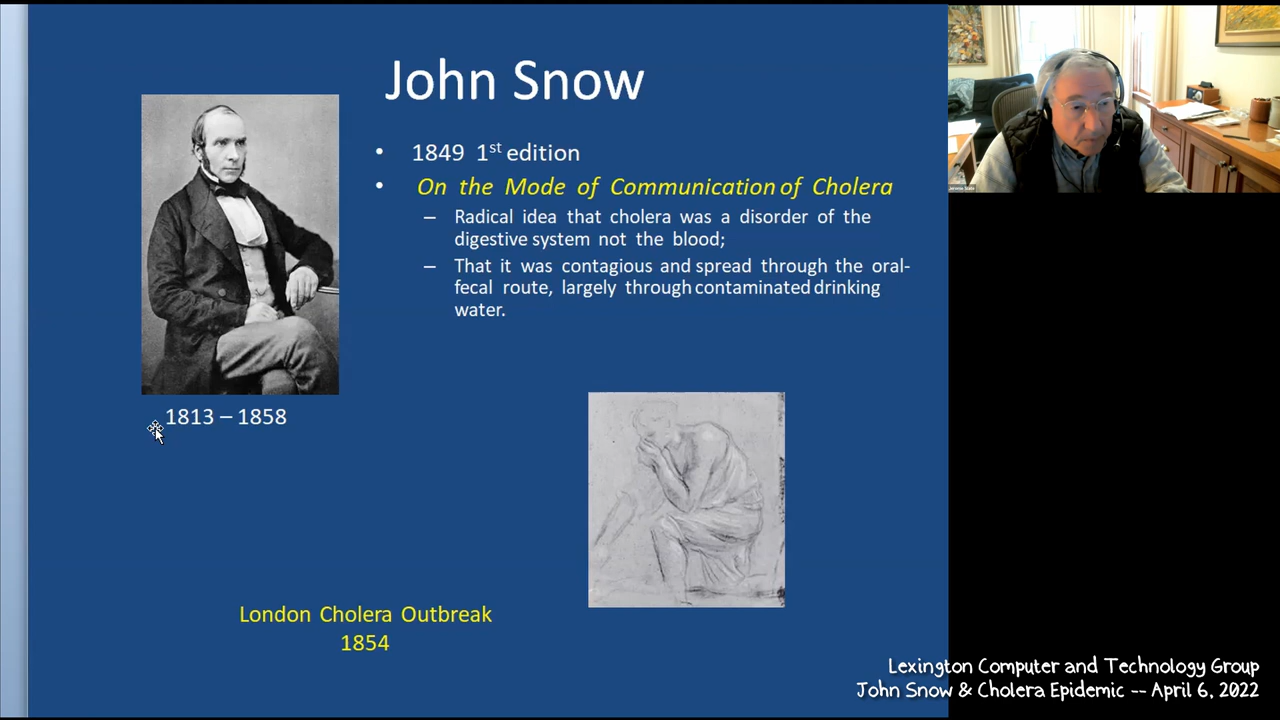 John Snow
• 1849 1st edition
• On the Mode of Communication of Cholera
– Radical idea that cholera was a disorder of the
digestive system not the blood;
– That it was contagious and spread through the oral-
fecal route, largely through contaminated drinking
water.
1813 – 1858
London Cholera Outbreak
1854
Lexington Computer and Technology Group
John Snow & Cholera Epidemic -- April 6, 2022